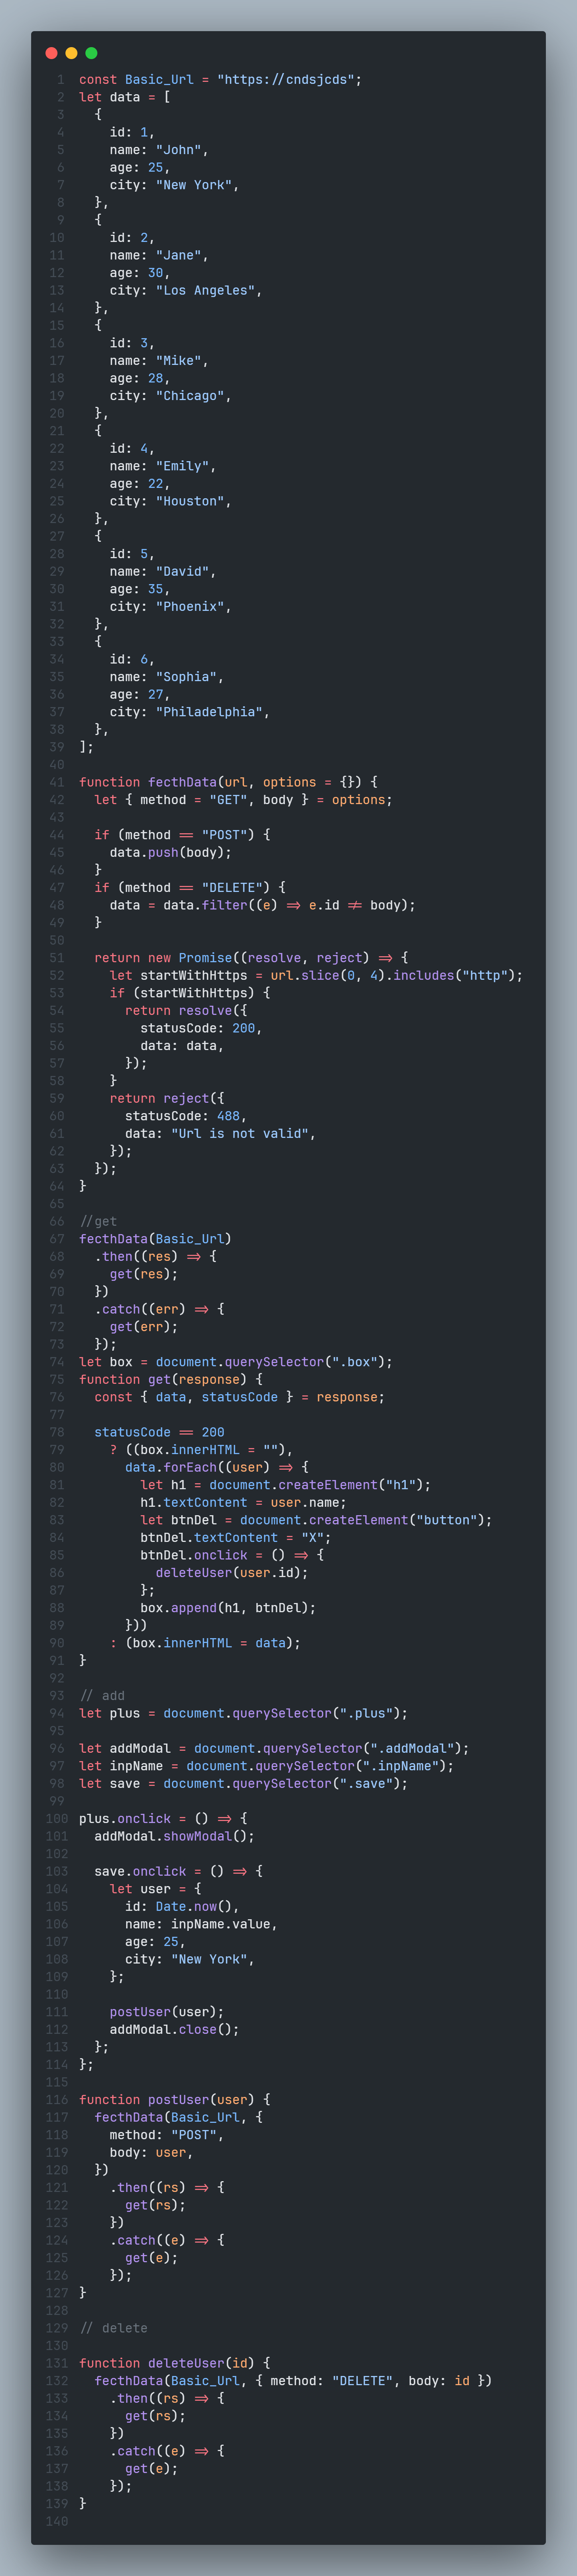 1 const Basic_Url = "https://cndsjcds";
2 let data = [
3   {
4     id: 1,
5     name: "John",
6     age: 25,
7     city: "New York",
8   },
9   {
10     id: 2,
11     name: "Jane",
12     age: 30,
13     city: "Los Angeles",
14   },
15   {
16     id: 3,
17     name: "Mike",
18     age: 28,
19     city: "Chicago",
20   },
21   {
22     id: 4,
23     name: "Emily",
24     age: 22,
25     city: "Houston",
26   },
27   {
28     id: 5,
29     name: "David",
30     age: 35,
31     city: "Phoenix",
32   },
33   {
34     id: 6,
35     name: "Sophia",
36     age: 27,
37     city: "Philadelphia",
38   },
39 ];
40
41 function fecthData(url, options = {}) {
42   let { method = "GET", body } = options;
43
44   if (method == "POST") {
45     data.push(body);
46   }
47   if (method == "DELETE") {
48     data = data.filter((e) => e.id != body);
49   }
50
51   return new Promise((resolve, reject) => {
52     let startWithHttps = url.slice(0, 4).includes("http");
53     if (startWithHttps) {
54       return resolve({
55         statusCode: 200,
56         data: data,
57       });
58     }
59     return reject({
60       statusCode: 488,
61       data: "Url is not valid",
62     });
63   });
64 }
65
66 //get
67 fecthData(Basic_Url)
68   .then((res) => {
69     get(res);
70   })
71   .catch((err) => {
72     get(err);
73   });
74 let box = document.querySelector(".box");
75 function get(response) {
76   const { data, statusCode } = response;
77
78   statusCode == 200
79     ? ((box.innerHTML = ""),
80       data.forEach((user) => {
81         let h1 = document.createElement("h1");
82         h1.textContent = user.name;
83         let btnDel = document.createElement("button");
84         btnDel.textContent = "X";
85         btnDel.onclick = () => {
86           deleteUser(user.id);
87         };
88         box.append(h1, btnDel);
89       }))
90     : (box.innerHTML = data);
91 }
92
93 // add
94 let plus = document.querySelector(".plus");
95
96 let addModal = document.querySelector(".addModal");
97 let inpName = document.querySelector(".inpName");
98 let save = document.querySelector(".save");
99
100 plus.onclick = () => {
101   addModal.showModal();
102
103   save.onclick = () => {
104     let user = {
105       id: Date.now(),
106       name: inpName.value,
107       age: 25,
108       city: "New York",
109     };
110
111     postUser(user);
112     addModal.close();
113   };
114 };
115
116 function postUser(user) {
117   fecthData(Basic_Url, {
118     method: "POST",
119     body: user,
120   })
121     .then((rs) => {
122       get(rs);
123     })
124     .catch((e) => {
125       get(e);
126     });
127 }
128
129 // delete
130
131 function deleteUser(id) {
132   fecthData(Basic_Url, { method: "DELETE", body: id })
133     .then((rs) => {
134       get(rs);
135     })
136     .catch((e) => {
137       get(e);
138     });
139 }
140